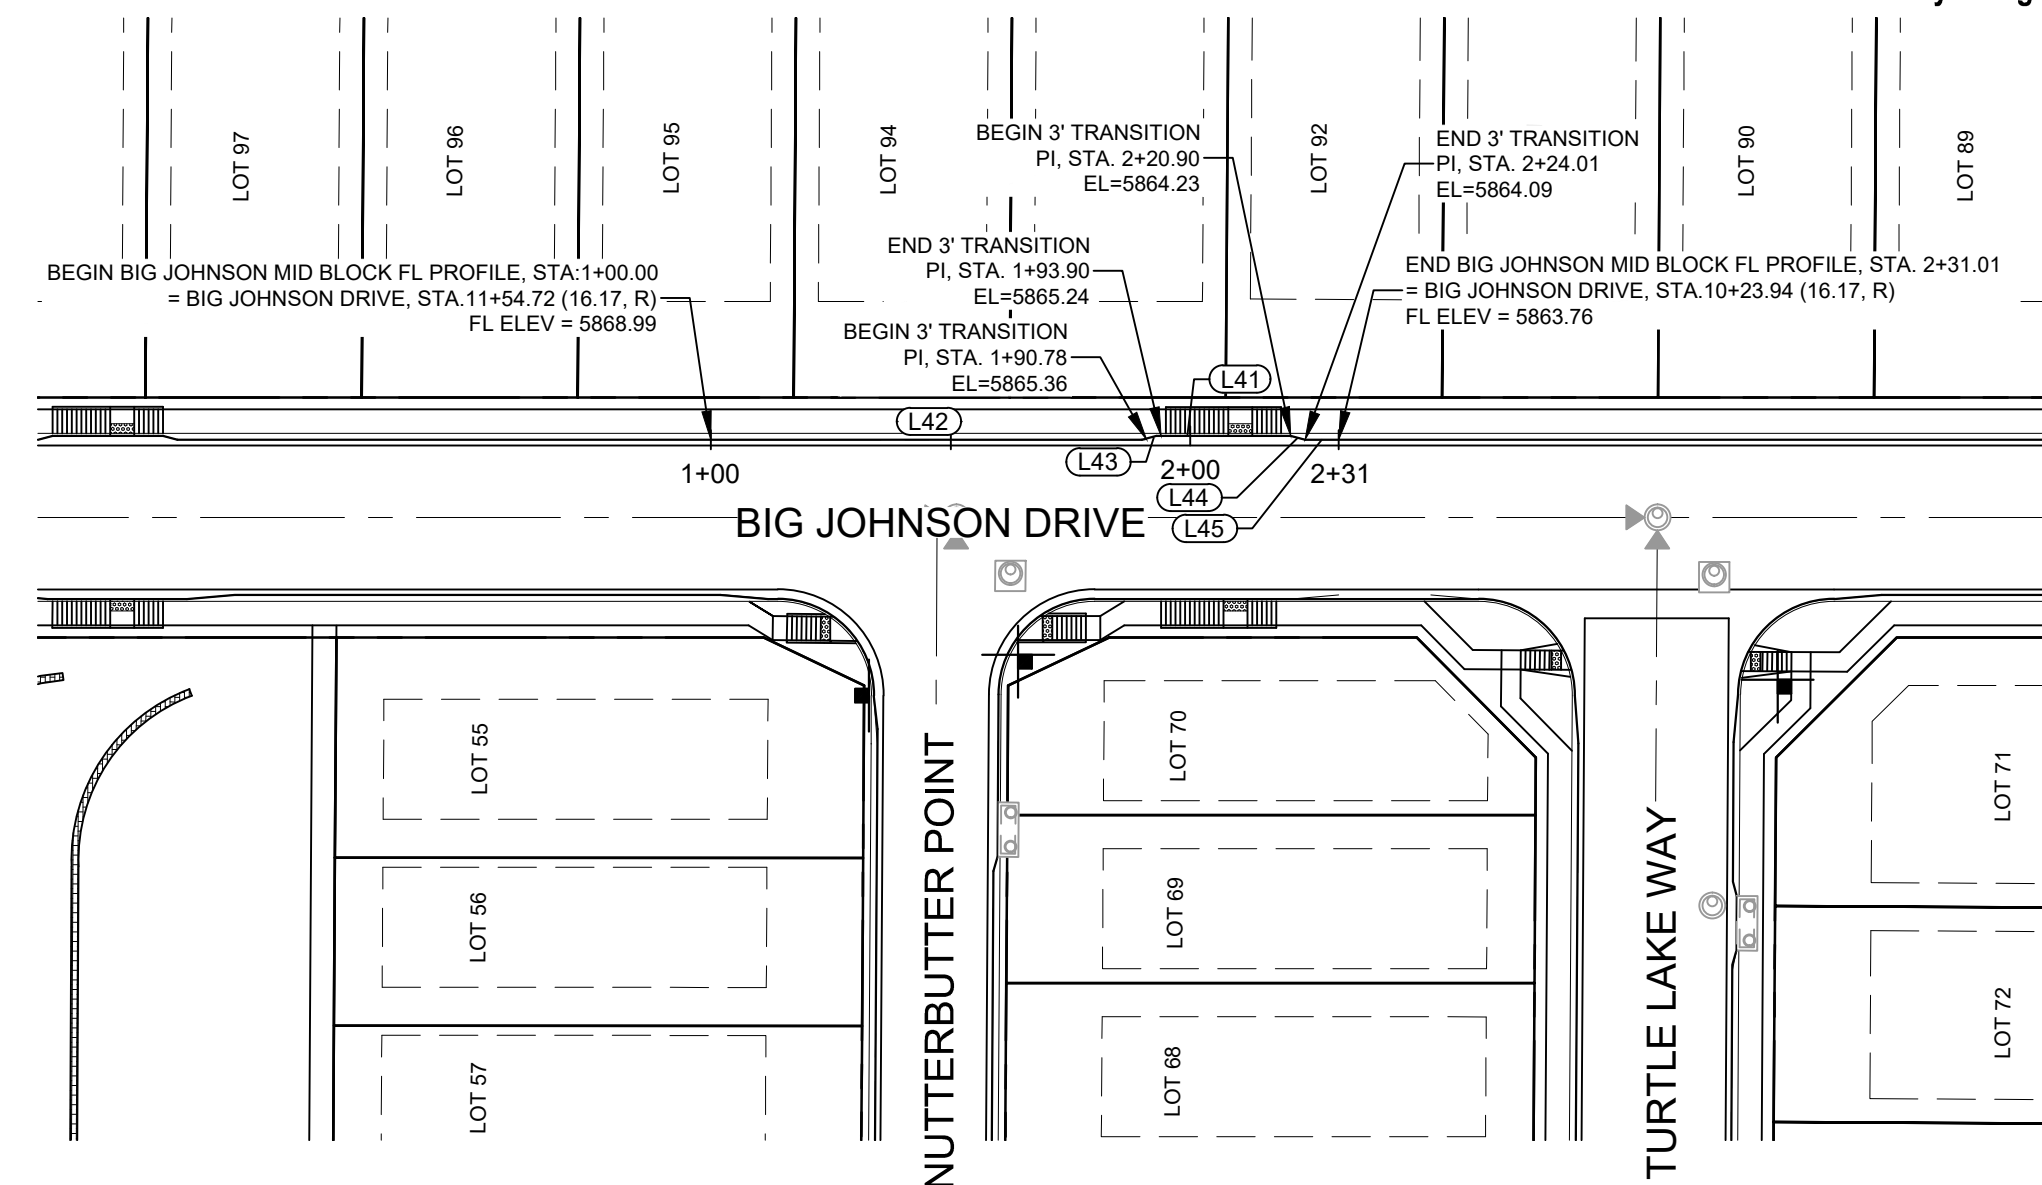 LOT 97
LOT 96
LOT 95
LOT 94
LOT 92
LOT 90
LOT 89
BEGIN 3' TRANSITION
PI, STA. 2+20.90
EL=5864.23
END 3' TRANSITION
PI, STA. 2+24.01
EL=5864.09
END 3' TRANSITION
PI, STA. 1+93.90
EL=5865.24
BEGIN BIG JOHNSON MID BLOCK FL PROFILE, STA:1+00.00
= BIG JOHNSON DRIVE, STA.11+54.72 (16.17, R)
FL ELEV = 5868.99
END BIG JOHNSON MID BLOCK FL PROFILE, STA. 2+31.01
= BIG JOHNSON DRIVE, STA.10+23.94 (16.17, R)
FL ELEV = 5863.76
BEGIN 3' TRANSITION
PI, STA. 1+90.78
EL=5865.36
L41
L42
L43
1+00
2+00
2+31
L44
L45
BIG JOHNSON DRIVE
LOT 55
LOT 70
LOT 71
LOT 56
LOT 69
LOT 72
LOT 57
LOT 68
NUTTERBUTTER POINT
TURTLE LAKE WAY